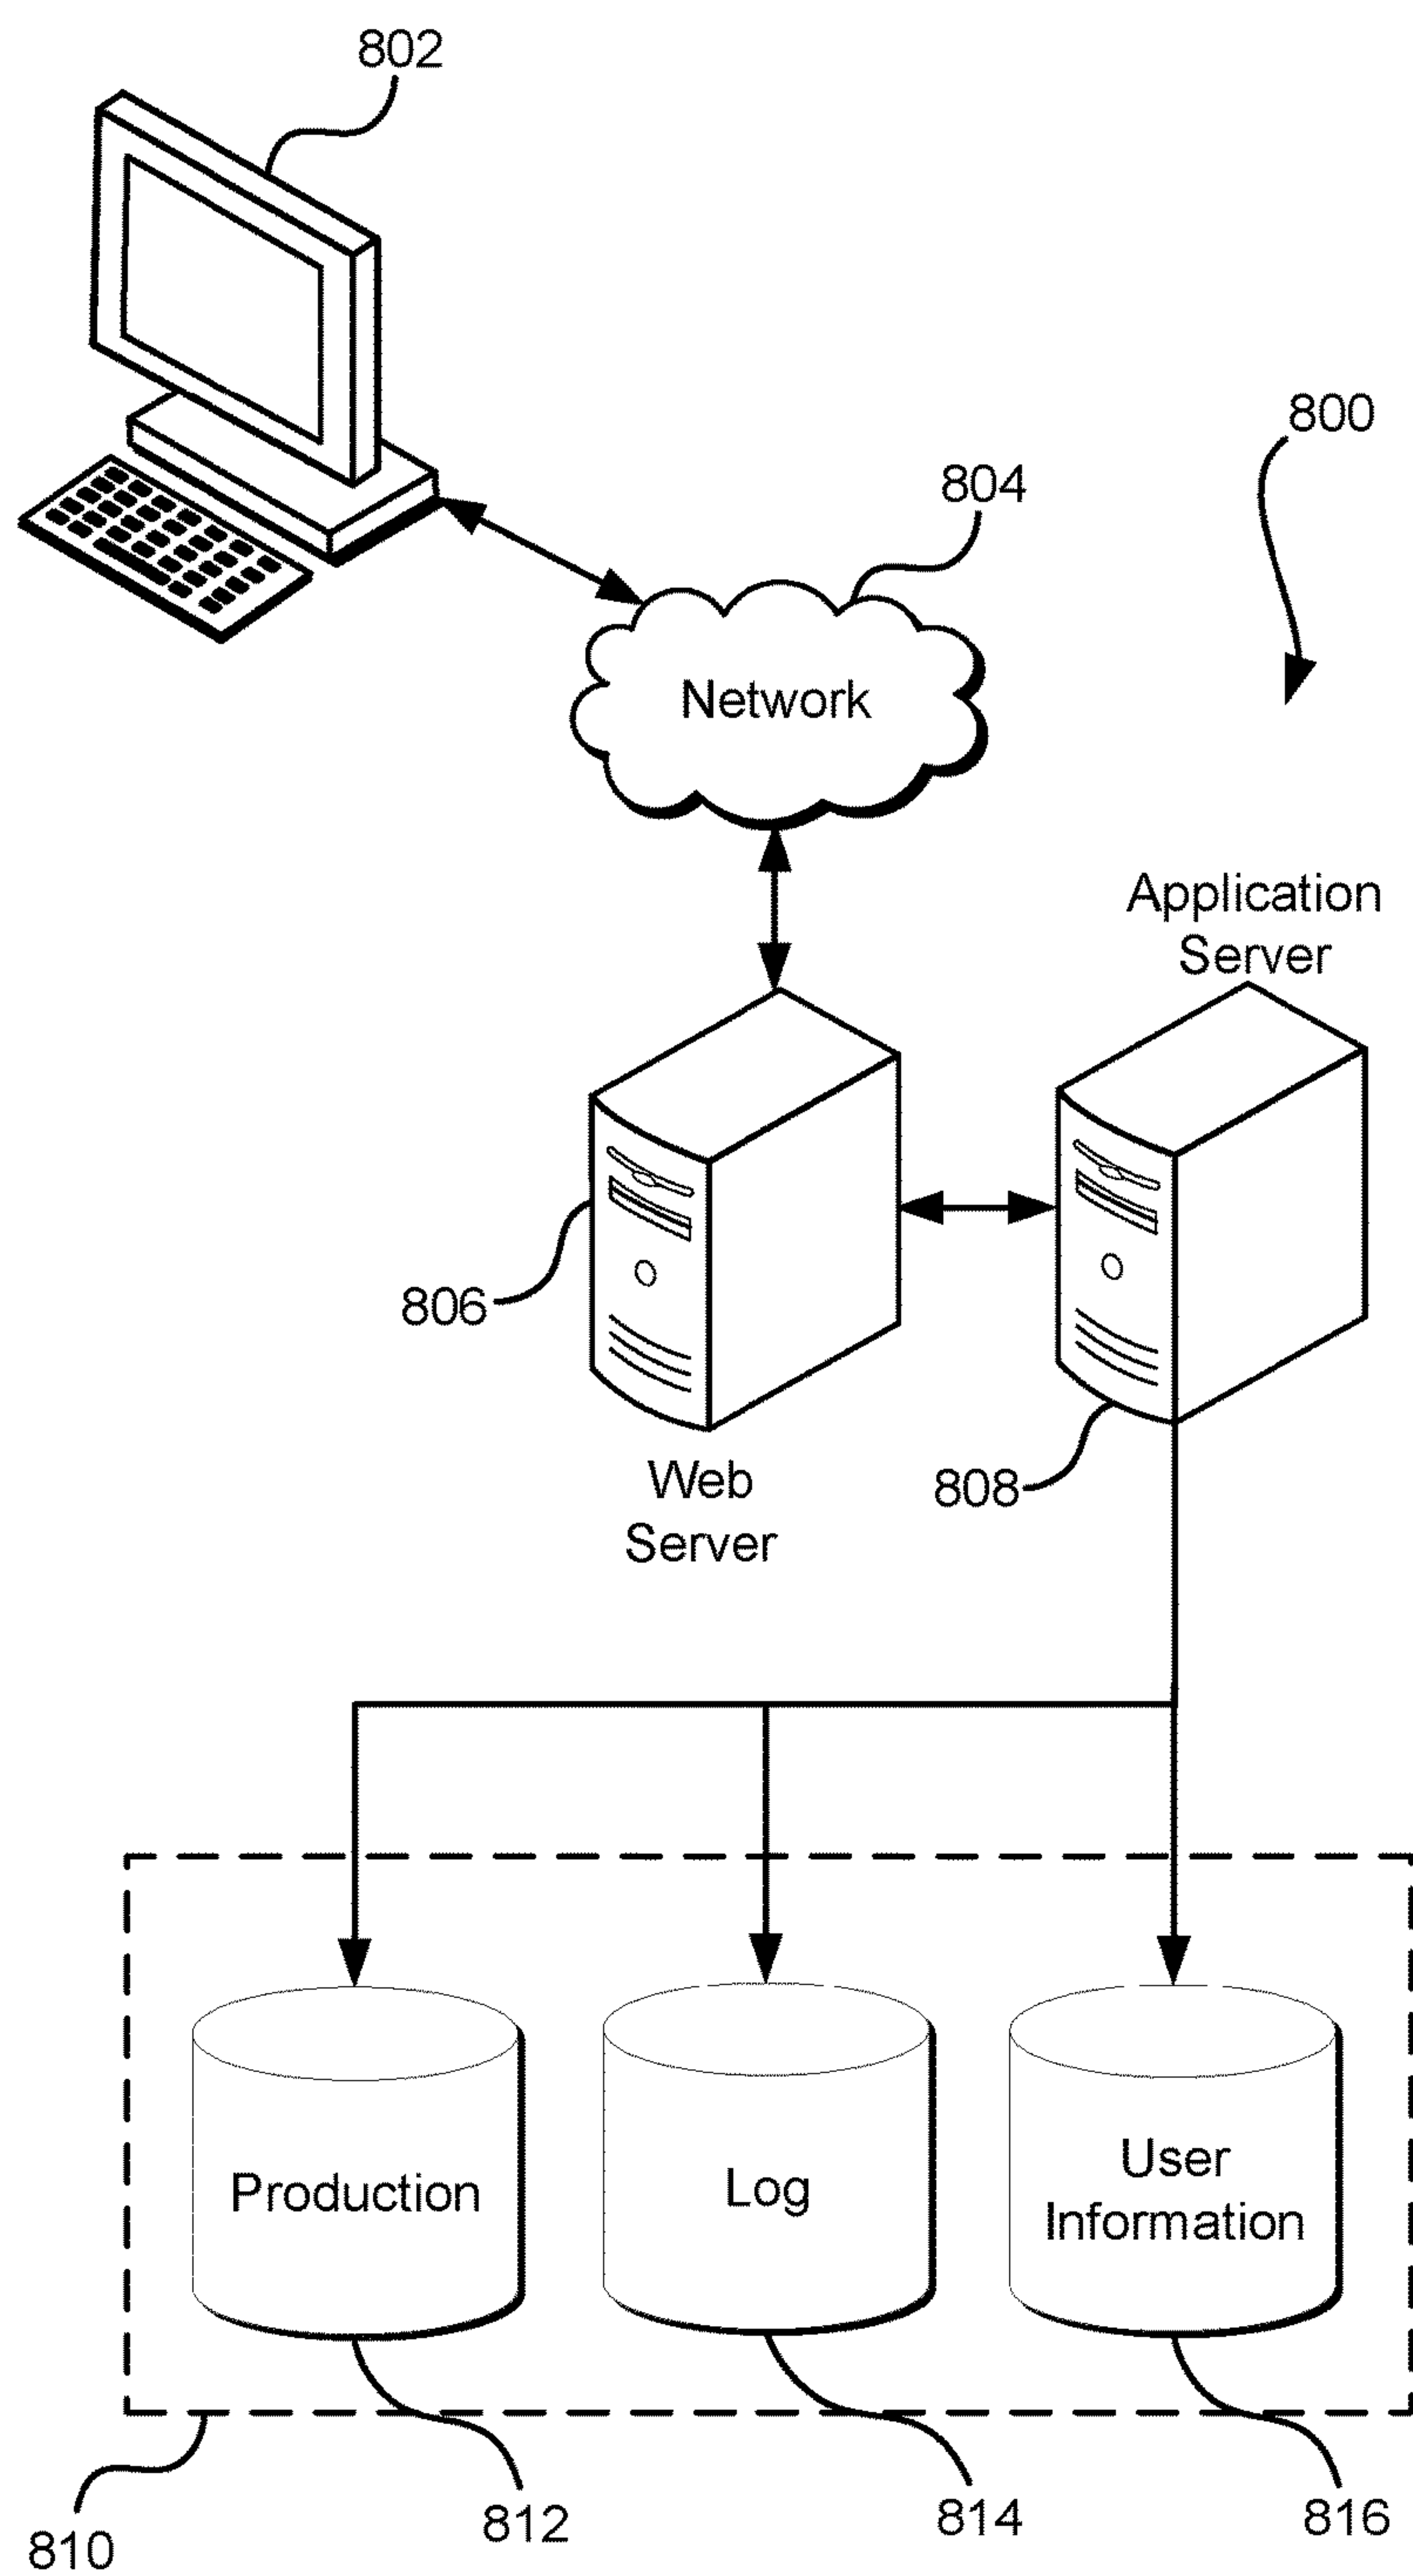 802
800
804
Network
Application
Server
806
808
Web
Server
Production
Log
User
Information
810
812
814
816